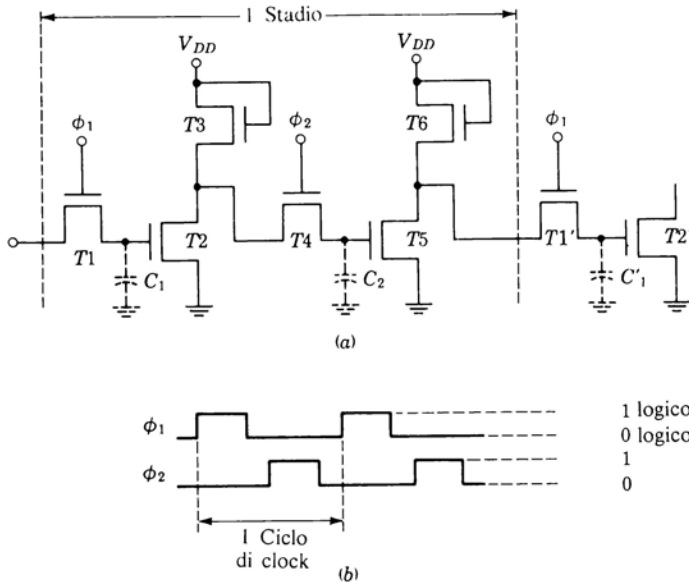 1 Stadio
V_DD V_DD
ϕ1 T3 ϕ2 T6 ϕ1
T1 T2 T4 T5 T1' T2'
C1 C2 C'1
(a)
ϕ1 1 logico
0 logico
ϕ2 1
0
1 Ciclo
di clock
(b)